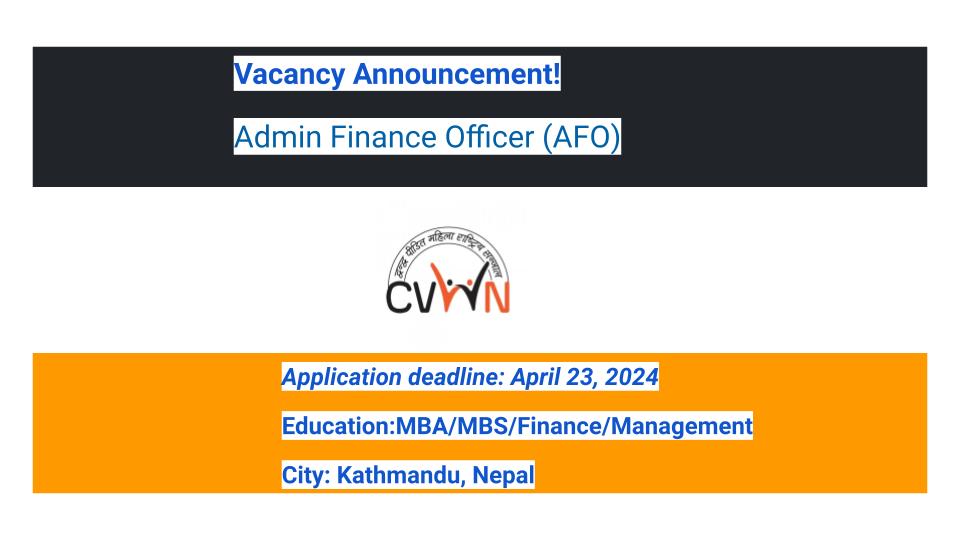 Vacancy Announcement!
Admin Finance Officer (AFO)
द्वन्द्व पीडित महिला राष्ट्रिय सञ्जाल
CVWN
Application deadline: April 23, 2024
Education:MBA/MBS/Finance/Management
City: Kathmandu, Nepal